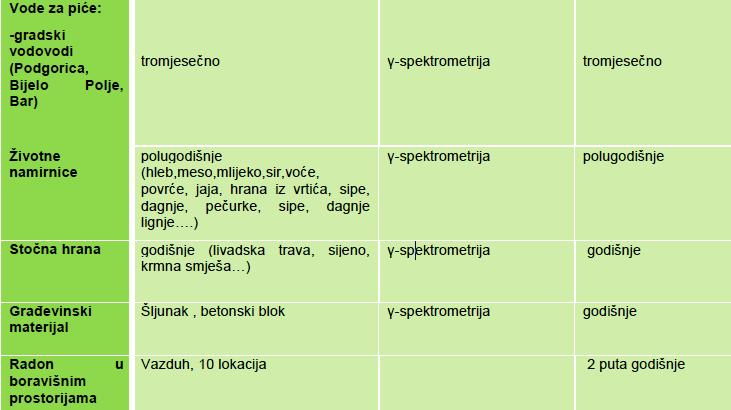 Vode za piće:
-gradski
vodovodi
(Podgorica,
Bijelo Polje,
Bar)
tromjesečno
γ-spektrometrija
tromjesečno
Životne
namirnice
polugodišnje
(hleb,meso,mlijeko,sir,voće,
povrće, jaja, hrana iz vrtića, sipe,
dagnje, pečurke, sipe, dagnje
lignje….)
γ-spektrometrija
polugodišnje
Stočna hrana
godišnje (livadska trava, sijeno,
krmna smješa…)
γ-spektrometrija
godišnje
Građevinski
materijal
Šljunak , betonski blok
γ-spektrometrija
godišnje
Radon u
boravišnim
prostorijama
Vazduh, 10 lokacija
2 puta godišnje